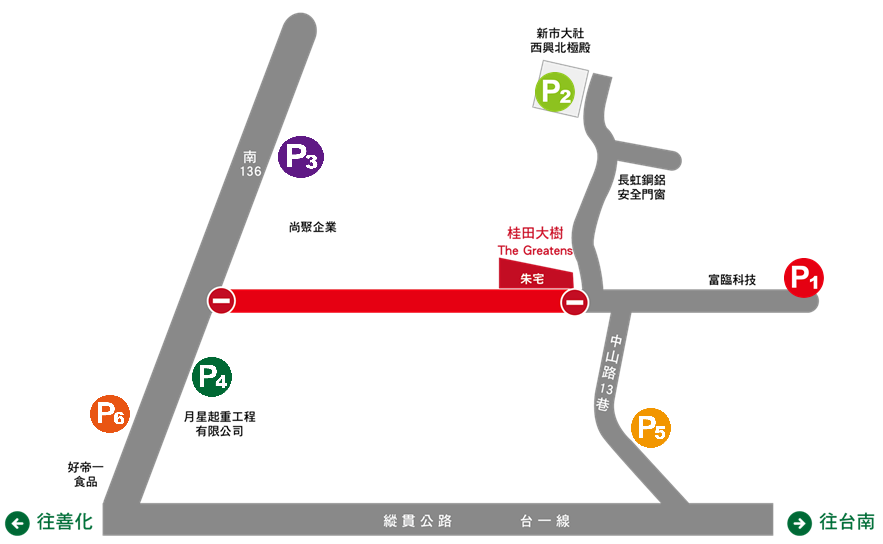 新市大社
西興北極殿
P2
南
136
P3
長虹鋼鋁
安全門窗
尚聚企業
桂田大樹
The Greatens
朱宅
富臨科技
P1
中山路13巷
P4
月星起重工程
有限公司
P6
P5
好帝一
食品
往善化
縱貫公路 台一線
往台南